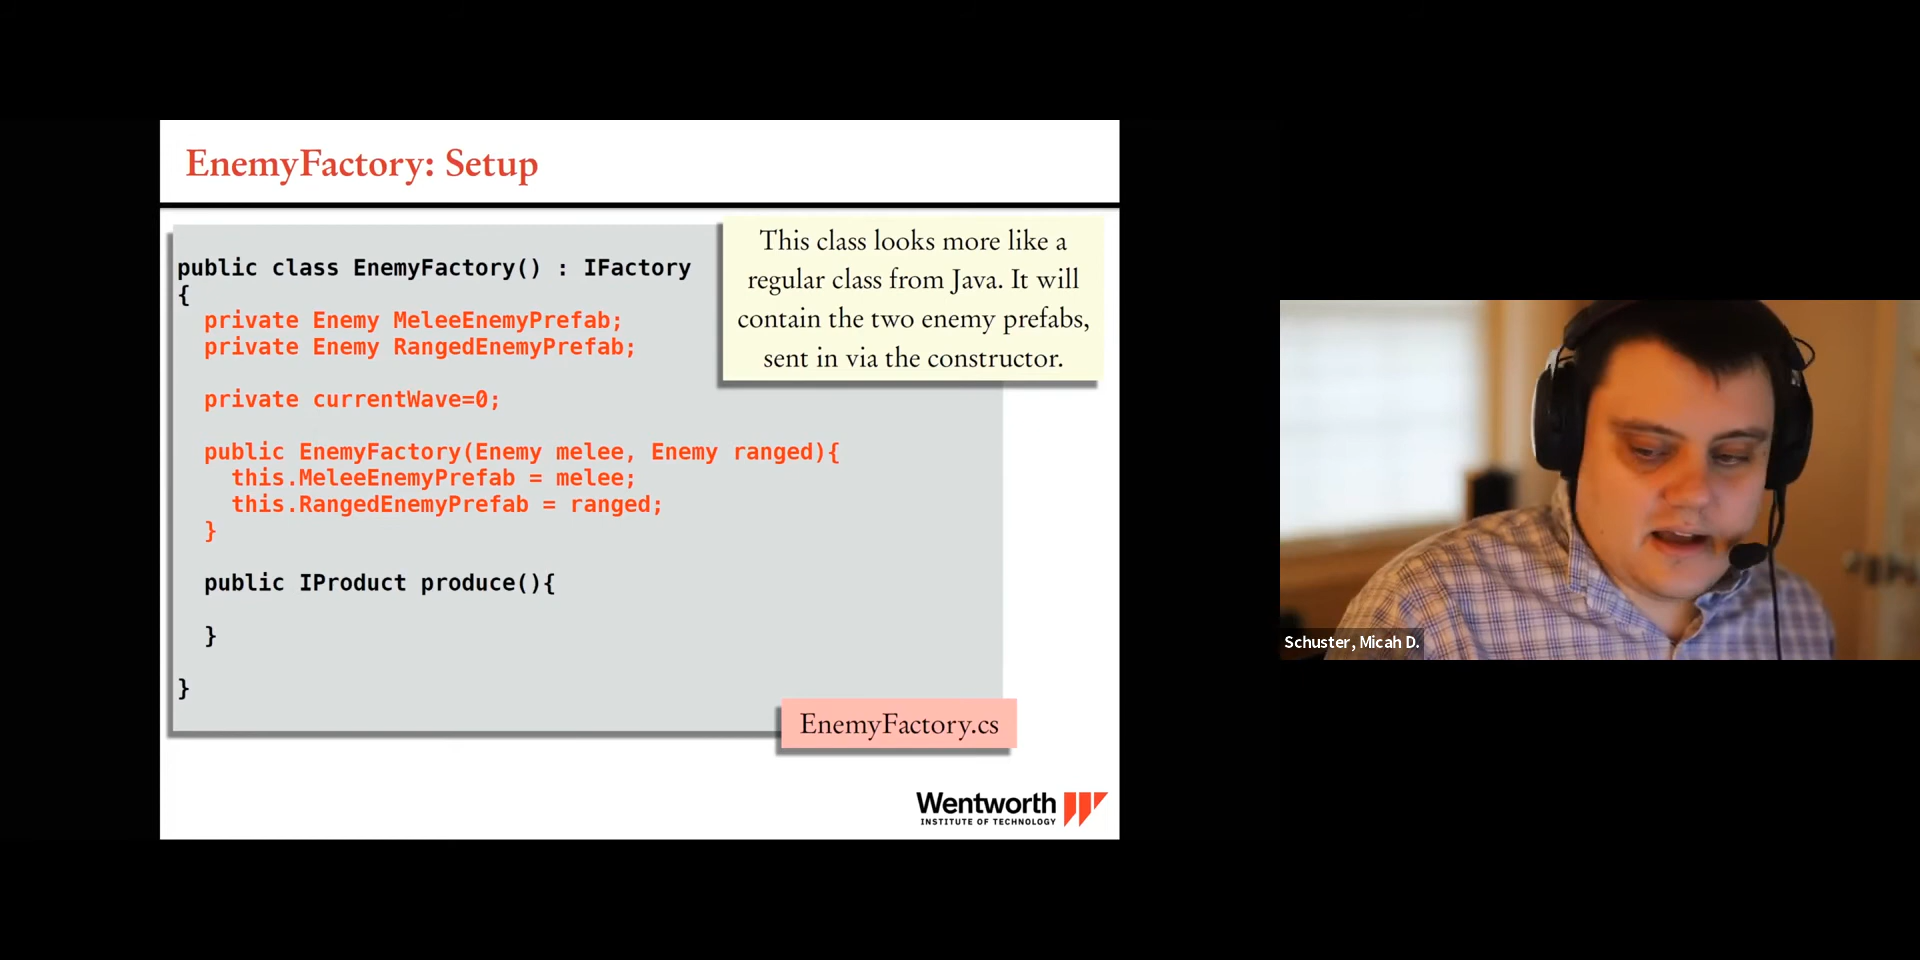 EnemyFactory: Setup
This class looks more like a
regular class from Java. It will
contain the two enemy prefabs,
sent in via the constructor.
public class EnemyFactory() : IFactory
{
private Enemy MeleeEnemyPrefab;
private Enemy RangedEnemyPrefab;
private currentWave=0;
public EnemyFactory(Enemy melee, Enemy ranged){
this.MeleeEnemyPrefab = melee;
this.RangedEnemyPrefab = ranged;
}
public IProduct produce(){
}
}
EnemyFactory.cs
Wentworth
INSTITUTE OF TECHNOLOGY
Schuster, Micah D.